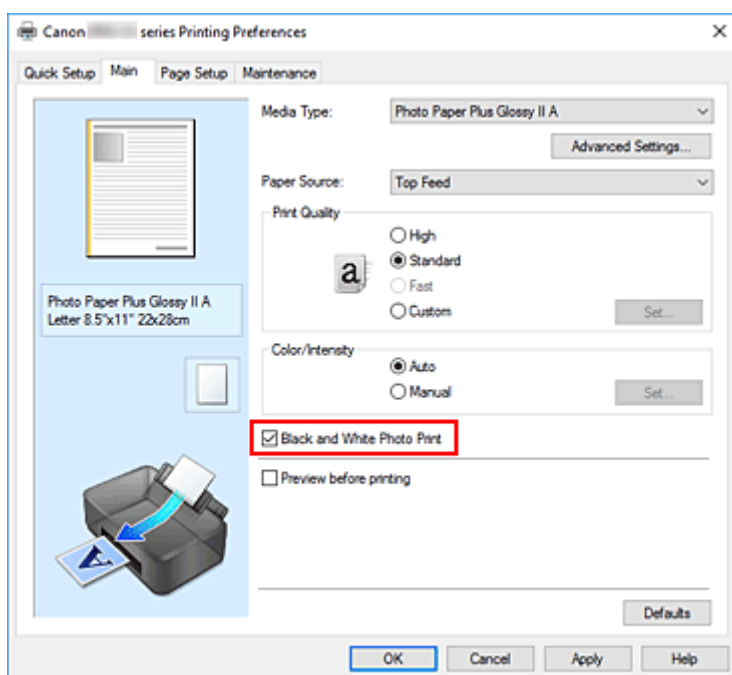 Canon series Printing Preferences
Quick Setup Main Page Setup Maintenance
Media Type: Photo Paper Plus Glossy II A
Advanced Settings...
Paper Source: Top Feed
Print Quality
High
a
Standard
Fast
Custom Set...
Photo Paper Plus Glossy II A
Letter 8.5"x11" 22x28cm
Color/Intensity
Auto
Manual Set...
Black and White Photo Print
Preview before printing
A
Defaults
OK Cancel Apply Help